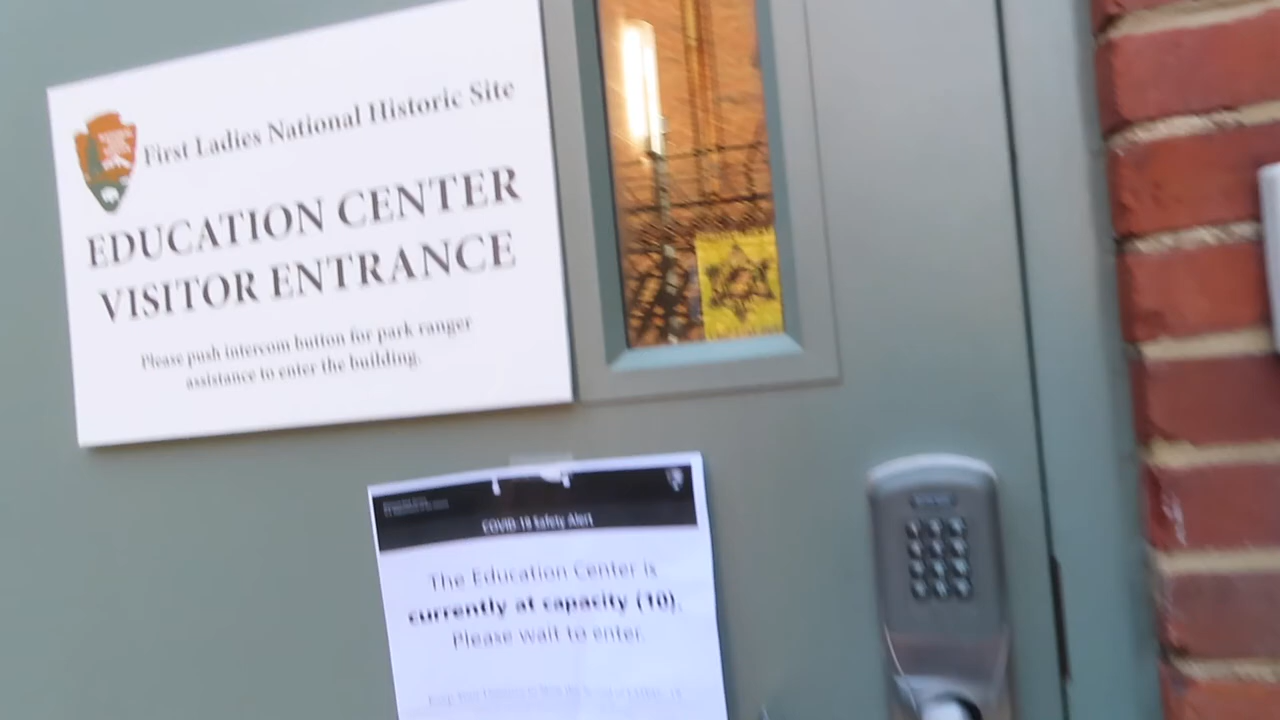 First Ladies National Historic Site
EDUCATION CENTER
VISITOR ENTRANCE
Please push intercom button for park ranger
assistance to enter the building.
COVID-19 Safety Alert
The Education Center is
currently at capacity (10).
Please wait to enter.